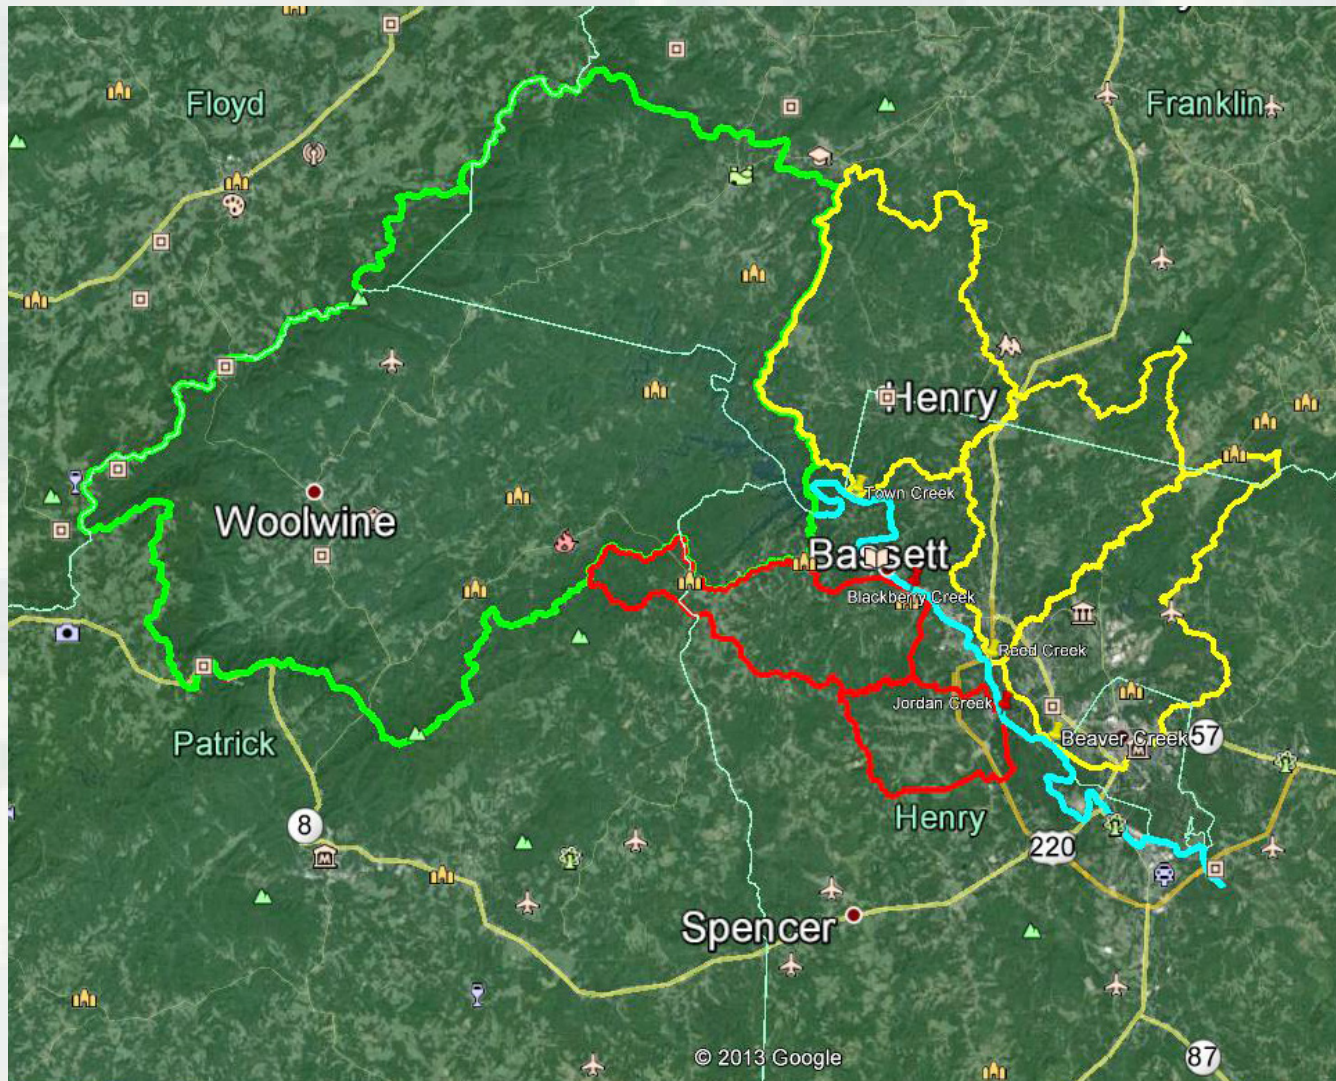 Floyd
Franklin
Henry
Town Creek
Woolwine
Bassett
Blackberry Creek
Reed Creek
Jordan Creek
Patrick
Beaver Creek
57
Henry
8
220
Spencer
© 2013 Google
87